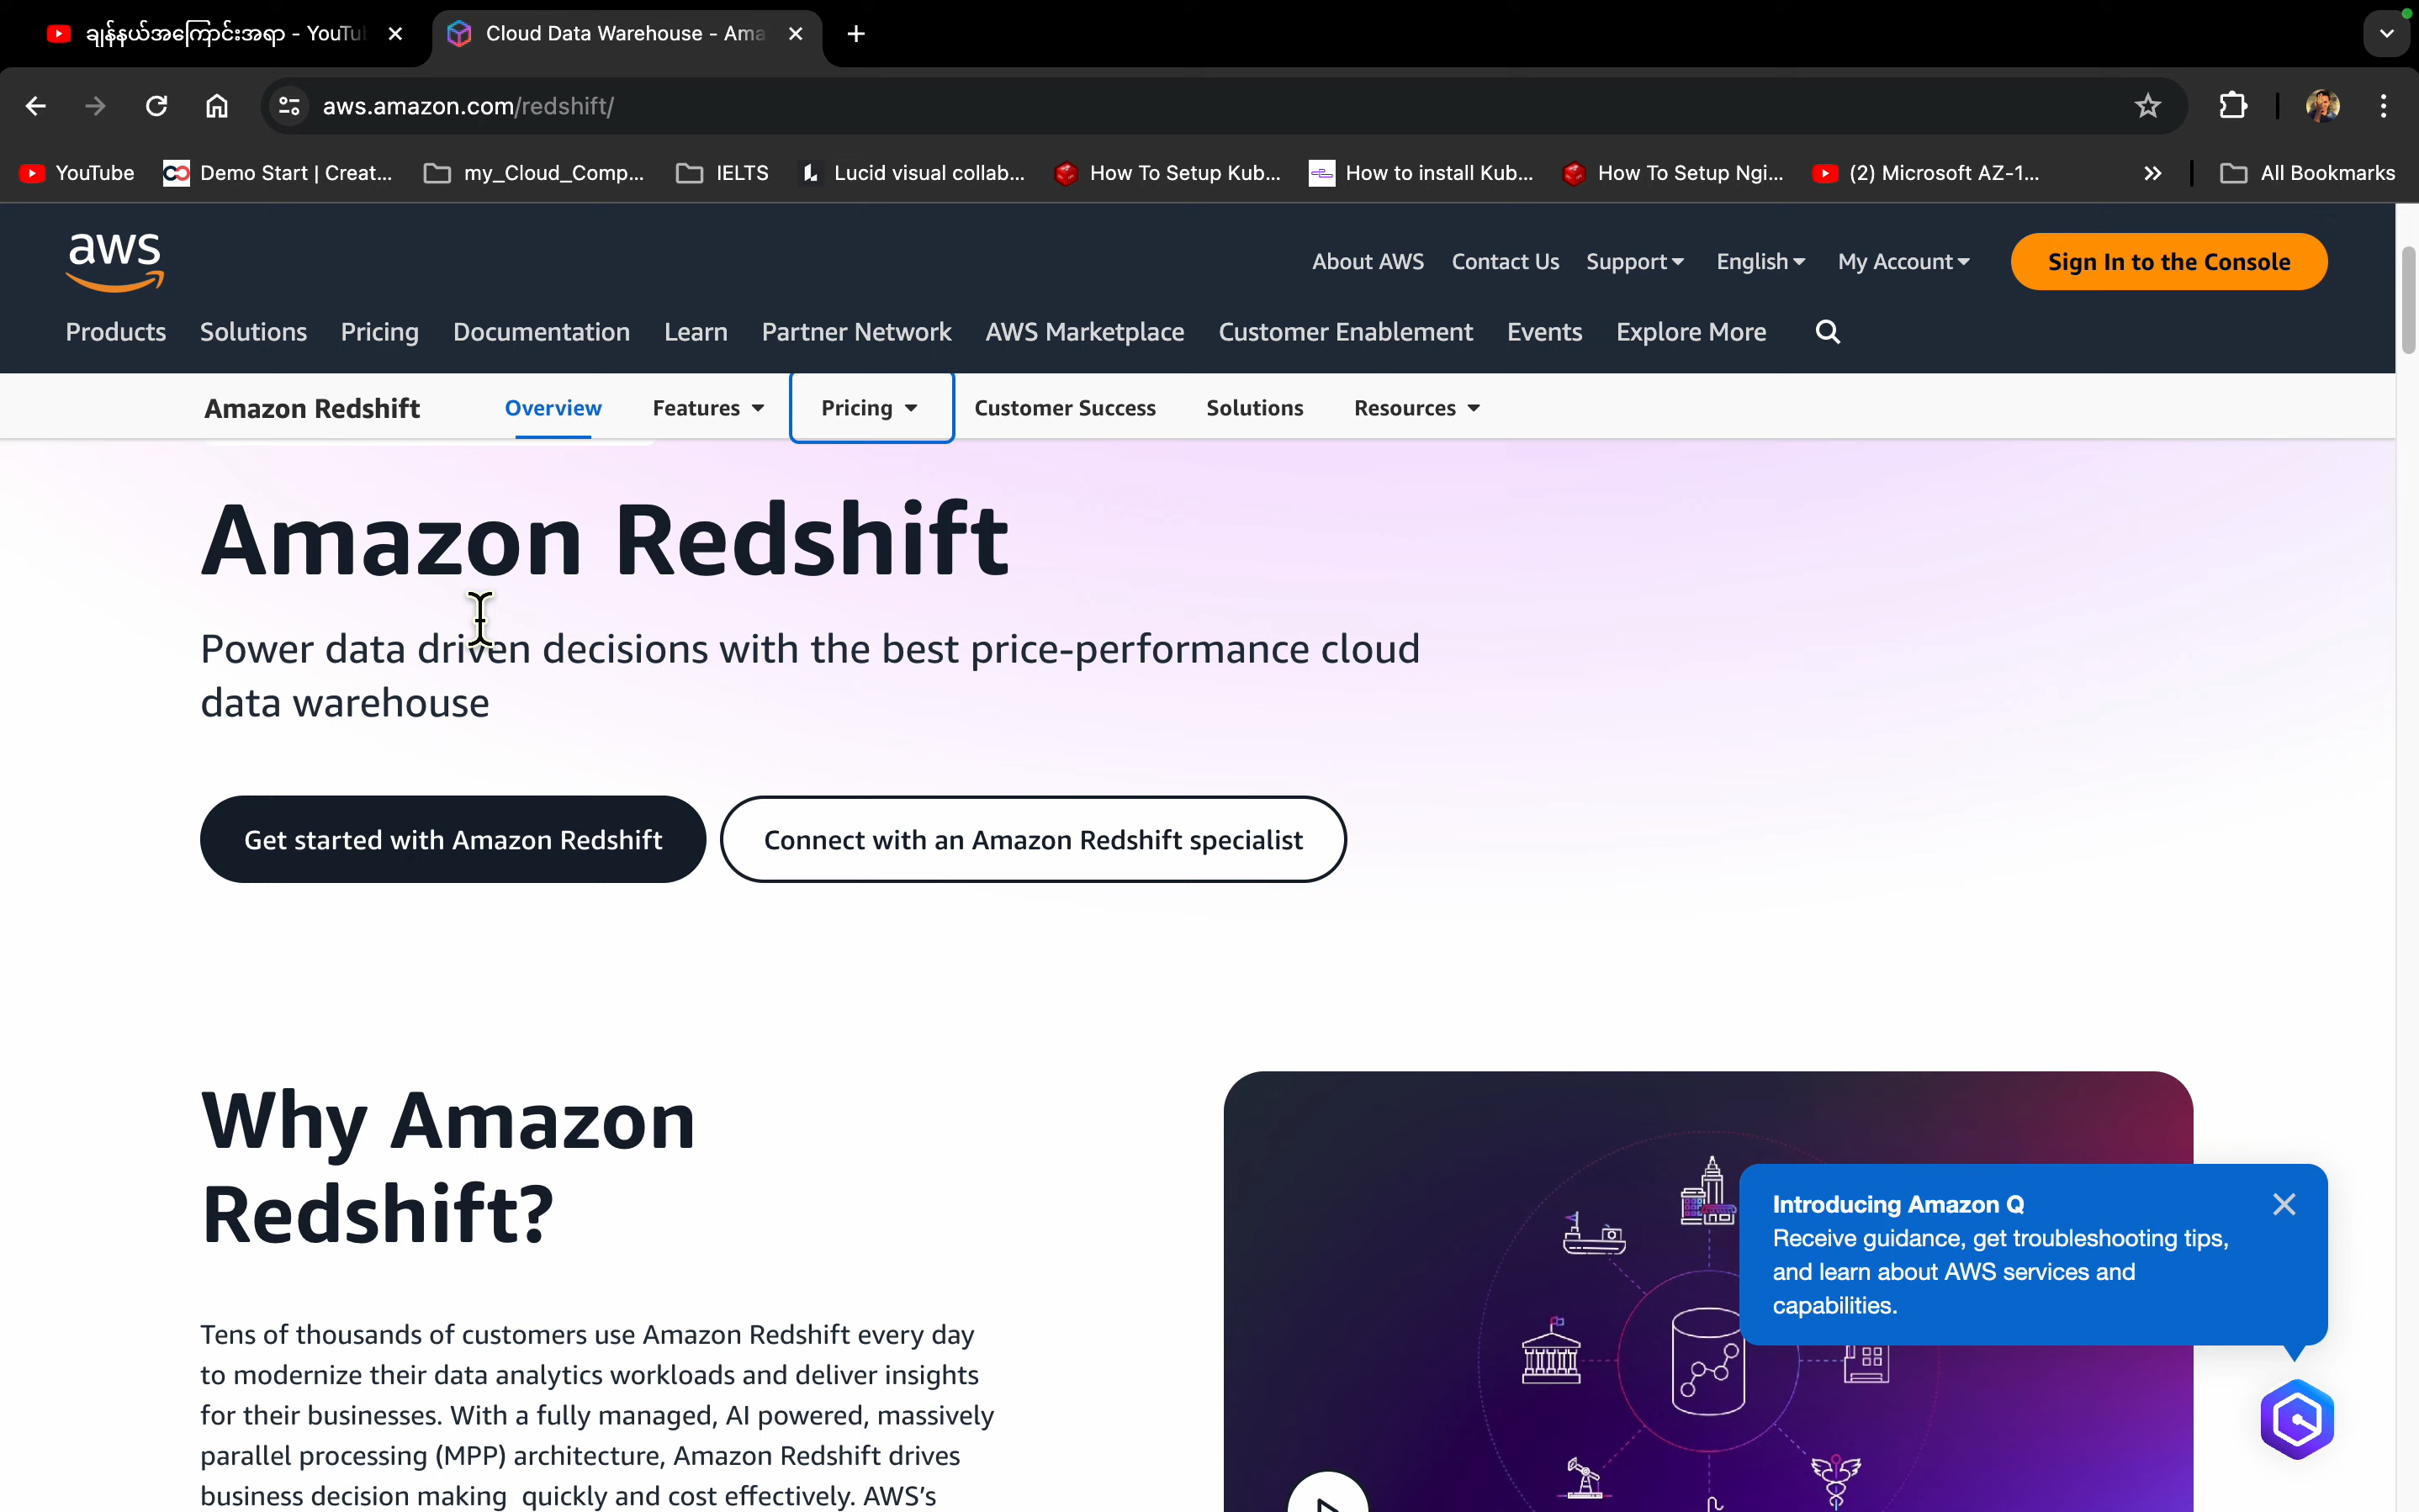 ချန်နယ်အကြောင်းအရာ - YouTu
Cloud Data Warehouse - Ama
aws.amazon.com/redshift/
YouTube
Demo Start | Creat...
my_Cloud_Comp...
IELTS
Lucid visual collab...
How To Setup Kub...
How to install Kub...
How To Setup Ngi...
(2) Microsoft AZ-1...
All Bookmarks
aws
About AWS
Contact Us
Support
English
My Account
Sign In to the Console
Products
Solutions
Pricing
Documentation
Learn
Partner Network
AWS Marketplace
Customer Enablement
Events
Explore More
Amazon Redshift
Overview
Features
Pricing
Customer Success
Solutions
Resources
Amazon Redshift
Power data driven decisions with the best price-performance cloud
data warehouse
Get started with Amazon Redshift
Connect with an Amazon Redshift specialist
Why Amazon
Redshift?
Tens of thousands of customers use Amazon Redshift every day
to modernize their data analytics workloads and deliver insights
for their businesses. With a fully managed, AI powered, massively
parallel processing (MPP) architecture, Amazon Redshift drives
business decision making quickly and cost effectively. AWS's
Introducing Amazon Q
Receive guidance, get troubleshooting tips,
and learn about AWS services and
capabilities.